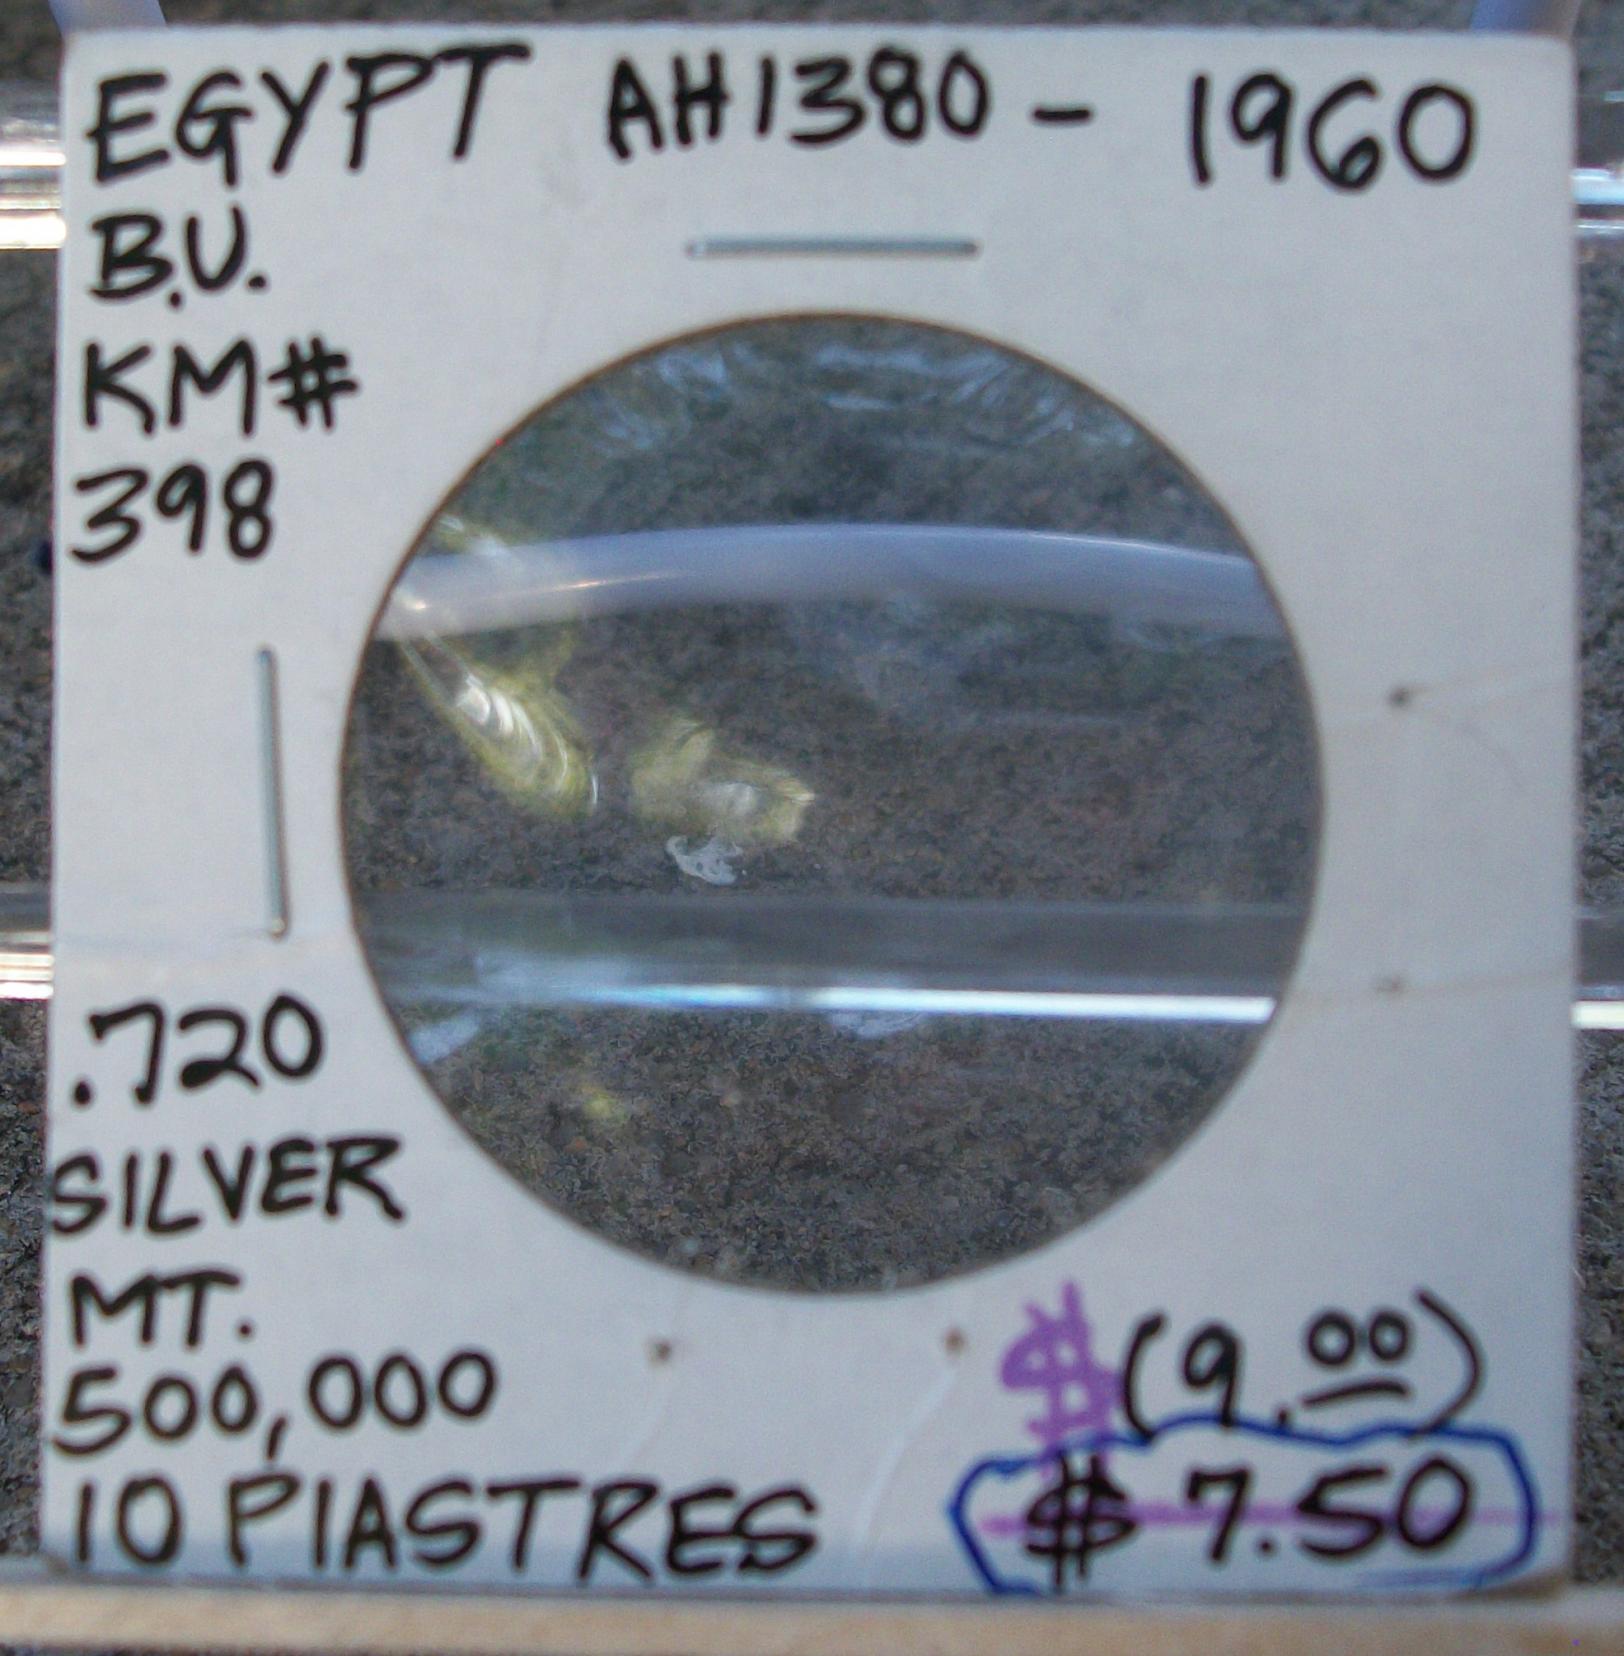 EGYPT AH1380 - 1960
B.U.
KM#
398
.720
SILVER
MT.
500,000
10 PIASTRES
$ (9.00)
$ 7.50